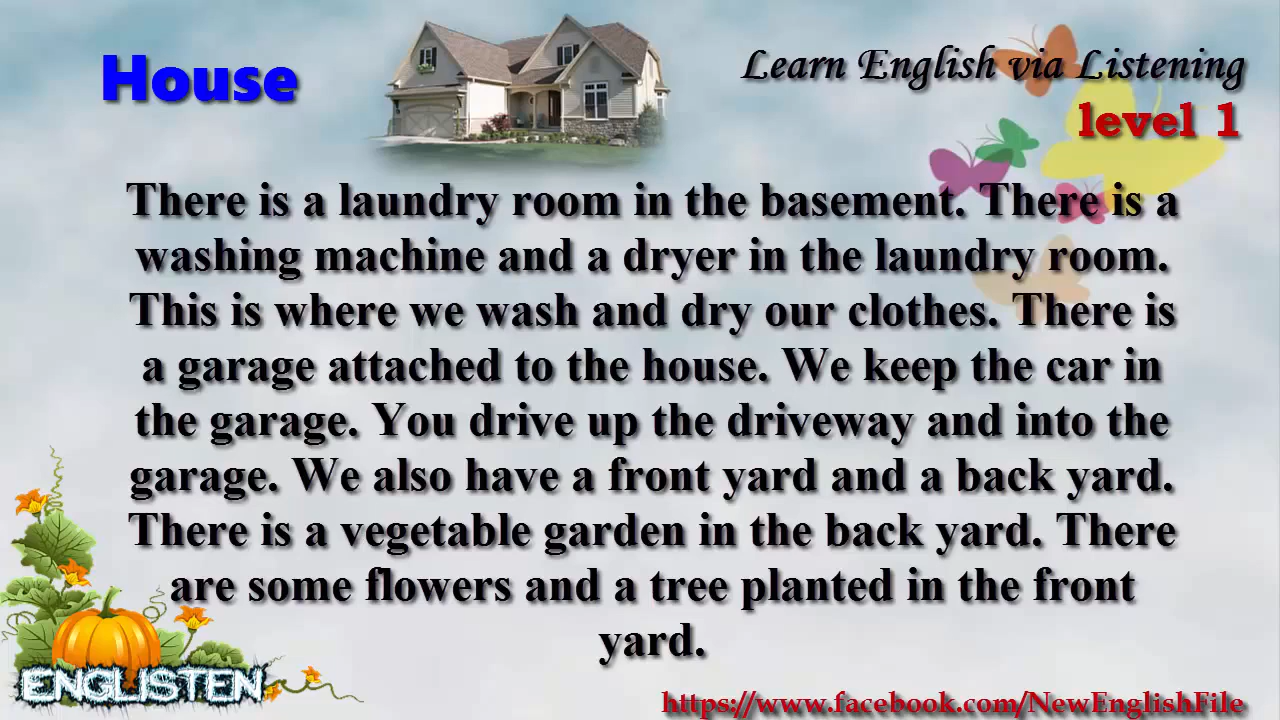 House
Learn English via Listening
level 1
There is a laundry room in the basement. There is a
washing machine and a dryer in the laundry room.
This is where we wash and dry our clothes. There is
a garage attached to the house. We keep the car in
the garage. You drive up the driveway and into the
garage. We also have a front yard and a back yard.
There is a vegetable garden in the back yard. There
are some flowers and a tree planted in the front
yard.
ENGLISTEN
https://www.facebook.com/NewEnglishFile